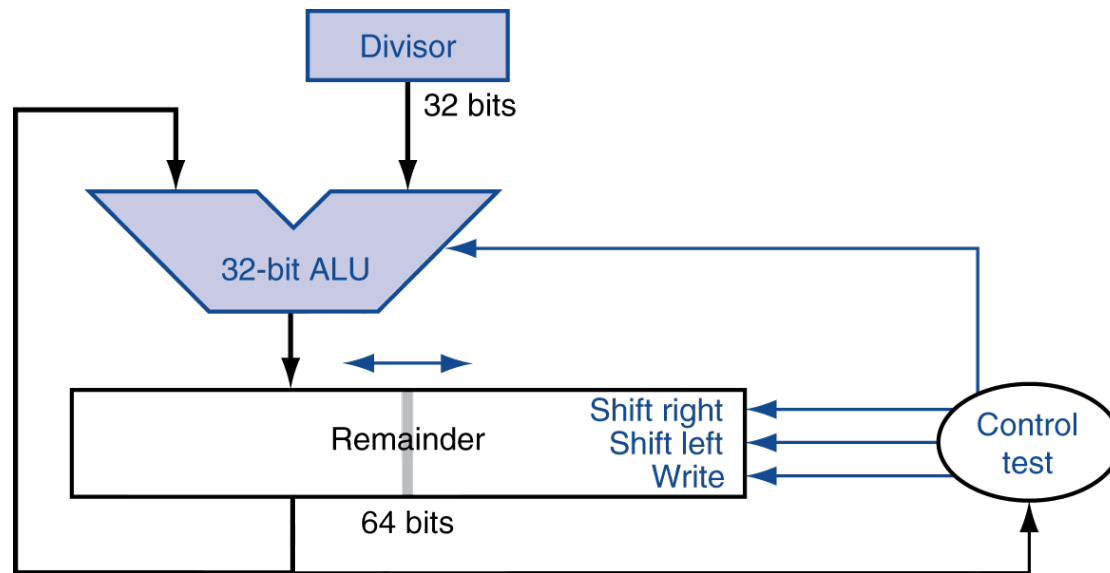 Divisor
32 bits
32-bit ALU
Remainder
Shift right
Shift left
Write
64 bits
Control
test